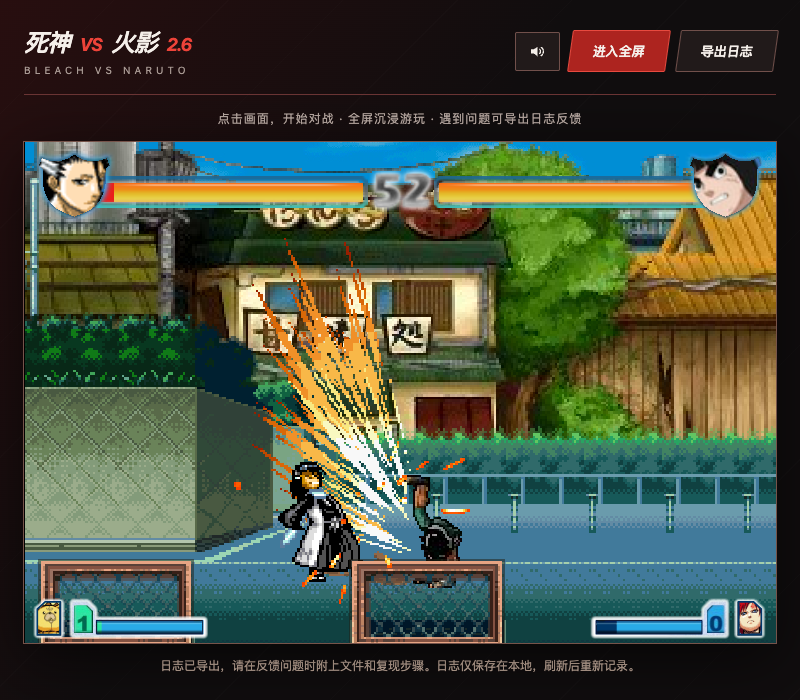 死神 VS 火影 2.6
BLEACH VS NARUTO
进入全屏
导出日志
点击画面，开始对战 · 全屏沉浸游玩 · 遇到问题可导出日志反馈
52
甘
処
1
0
日志已导出，请在反馈问题时附上文件和复现步骤。日志仅保存在本地，刷新后重新记录。